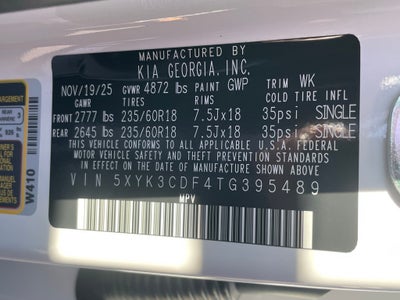 MANUFACTURED BY
KIA GEORGIA, INC.
NOV/19/25 GVWR 4872 lbs PAINT GWP TRIM WK
GAWR TIRES RIMS COLD TIRE INFL
FRONT 2777 lbs 235/60R18 7.5Jx18 35psi SINGLE
REAR 2645 lbs 235/60R18 7.5Jx18 35psi SINGLE
THIS VEHICLE CONFORMS TO ALL APPLICABLE U.S.A. FEDERAL
MOTOR VEHICLE SAFETY, BUMPER, AND THEFT PREVENTION STANDARDS
IN EFFECT ON THE DATE OF MANUFACTURE SHOWN ABOVE.
VIN 5XYK3CDF4TG395489
MPV
W410
3